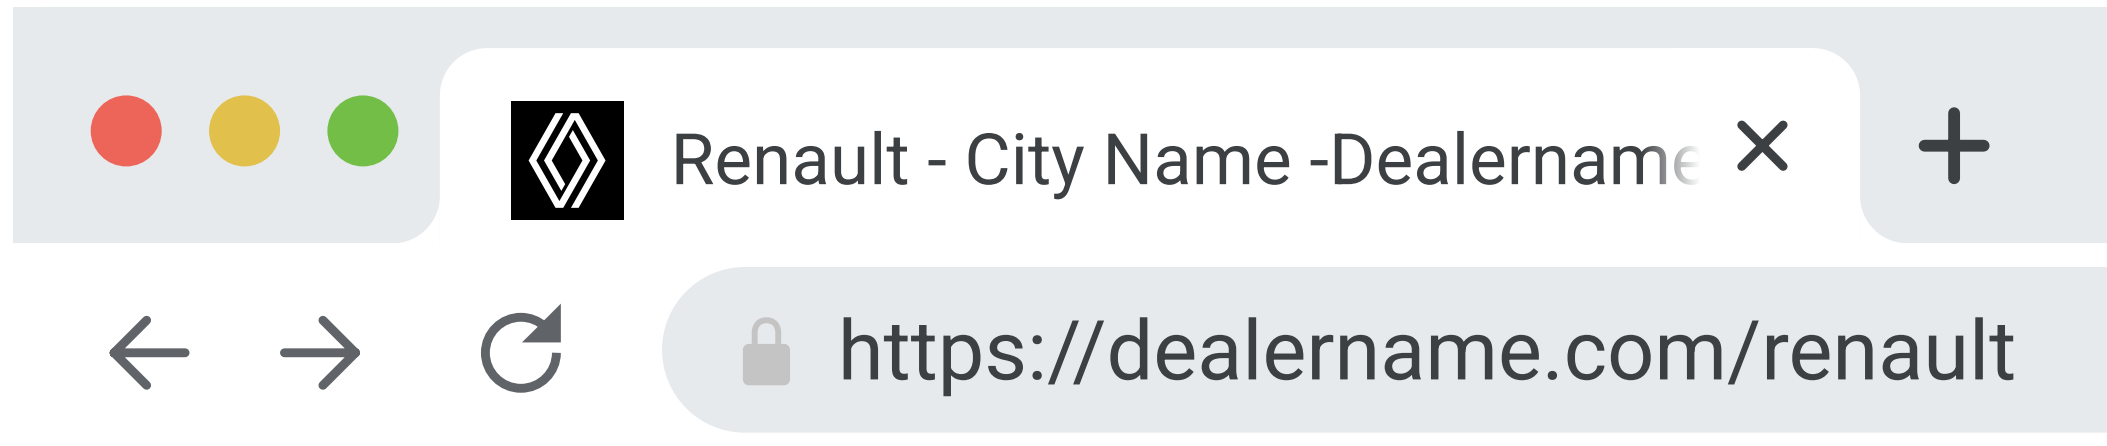 Renault - City Name -Dealername
https://dealername.com/renault